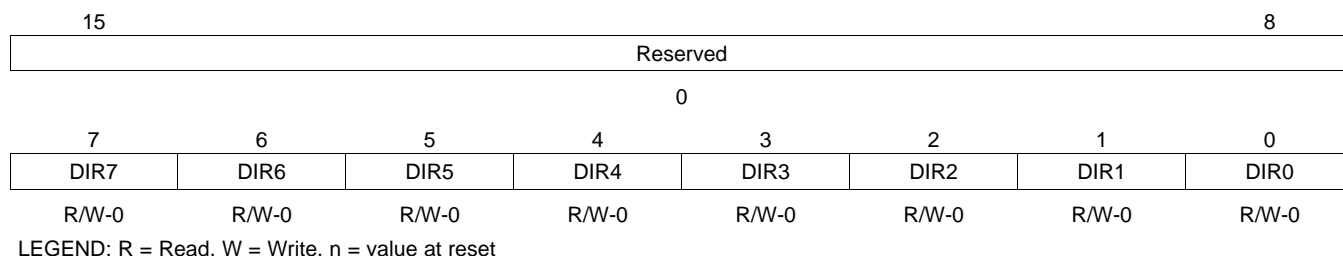 15 8
Reserved
0
7 6 5 4 3 2 1 0
DIR7 DIR6 DIR5 DIR4 DIR3 DIR2 DIR1 DIR0
R/W-0 R/W-0 R/W-0 R/W-0 R/W-0 R/W-0 R/W-0 R/W-0
LEGEND: R = Read, W = Write, n = value at reset